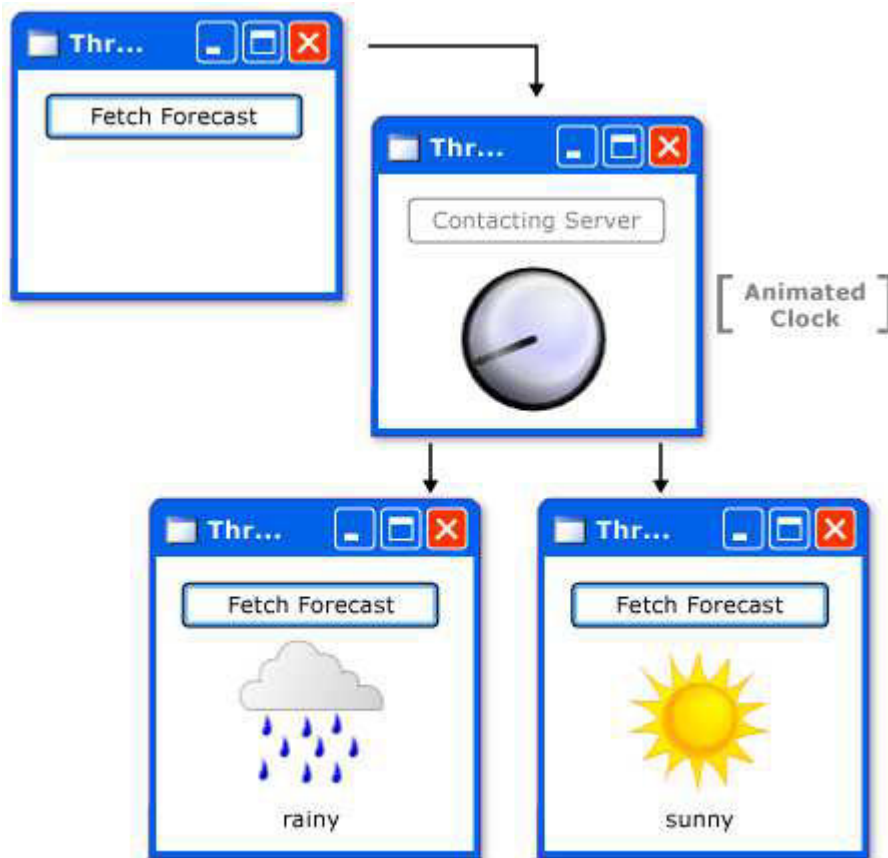 Thr...
Fetch Forecast
Thr...
Contacting Server
[ Animated
Clock ]
Thr...
Fetch Forecast
rainy
Thr...
Fetch Forecast
sunny